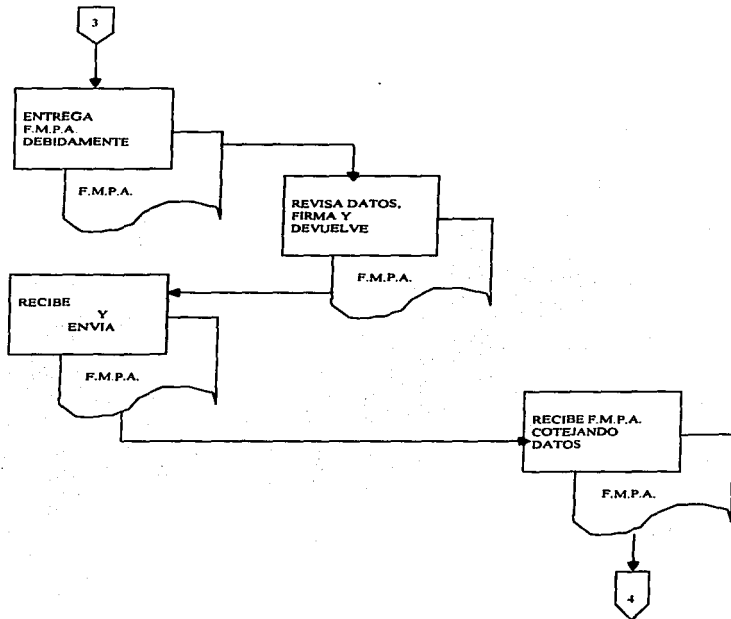 3
ENTREGA
F.M.P.A.
DEBIDAMENTE
F.M.P.A.
REVISA DATOS,
FIRMA Y
DEVUELVE
F.M.P.A.
RECIBE
Y
ENVIA
F.M.P.A.
RECIBE F.M.P.A.
COTEJANDO
DATOS
F.M.P.A.
4